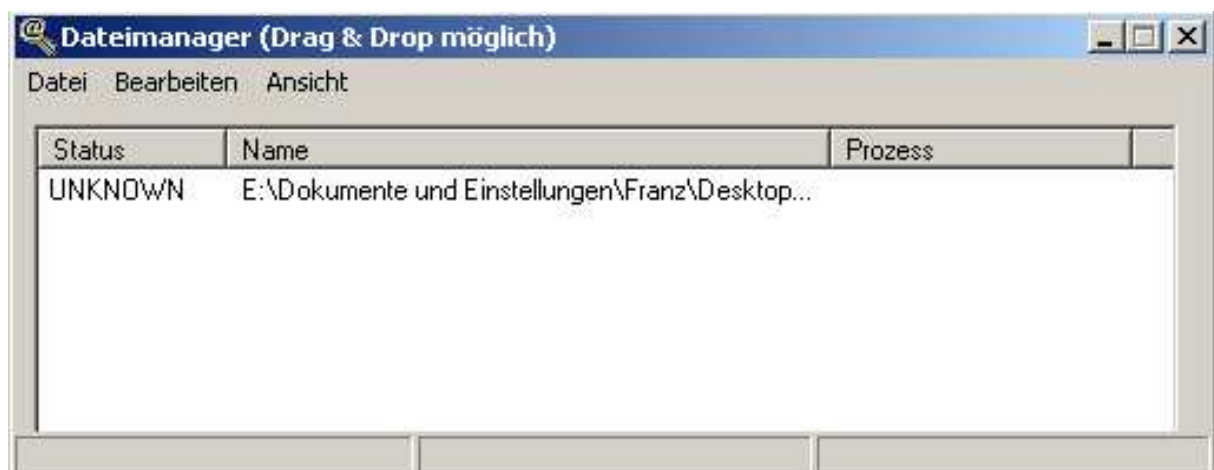 Dateimanager (Drag & Drop möglich)
Datei Bearbeiten Ansicht
Status Name Prozess
UNKNOWN E:\Dokumente und Einstellungen\Franz\Desktop...